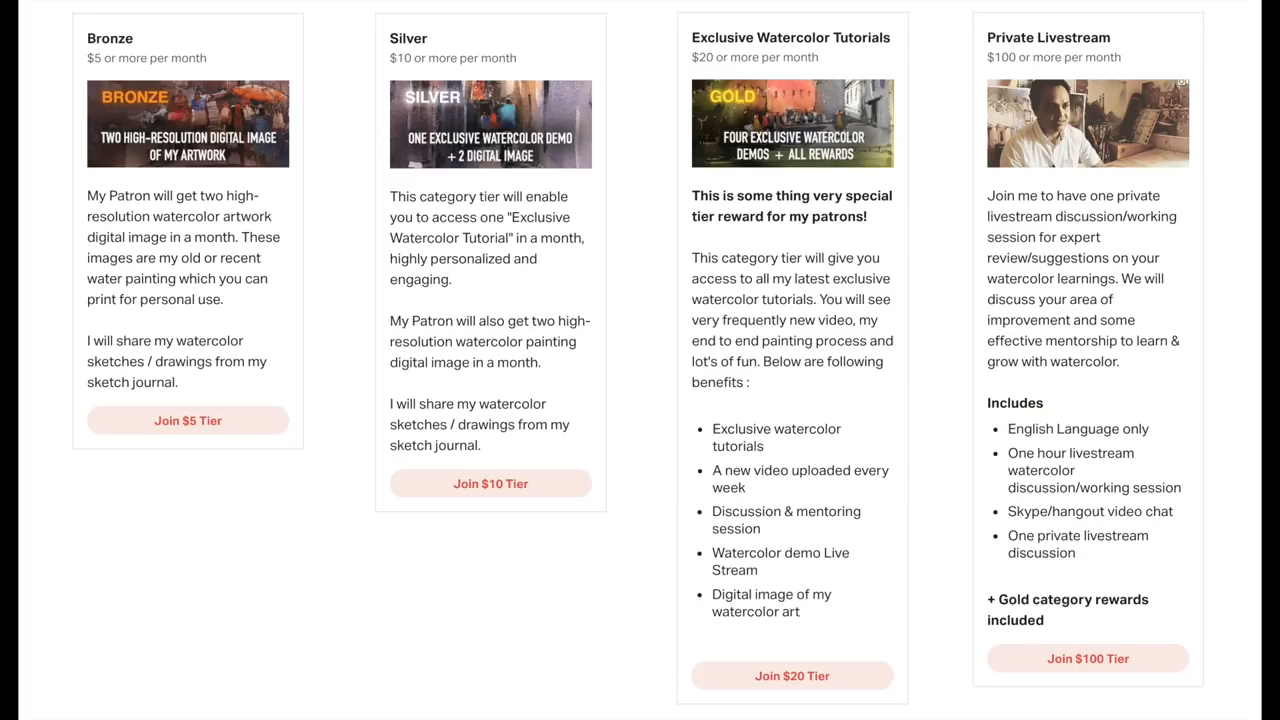 Bronze
$5 or more per month
BRONZE
TWO HIGH-RESOLUTION DIGITAL IMAGE
OF MY ARTWORK
My Patron will get two high-
resolution watercolor artwork
digital image in a month. These
images are my old or recent
water painting which you can
print for personal use.
I will share my watercolor
sketches / drawings from my
sketch journal.
Join $5 Tier
Silver
$10 or more per month
SILVER
ONE EXCLUSIVE WATERCOLOR DEMO
+ 2 DIGITAL IMAGE
This category tier will enable
you to access one "Exclusive
Watercolor Tutorial" in a month,
highly personalized and
engaging.
My Patron will also get two high-
resolution watercolor painting
digital image in a month.
I will share my watercolor
sketches / drawings from my
sketch journal.
Join $10 Tier
Exclusive Watercolor Tutorials
$20 or more per month
GOLD
FOUR EXCLUSIVE WATERCOLOR
DEMOS + ALL REWARDS
This is some thing very special
tier reward for my patrons!
This category tier will give you
access to all my latest exclusive
watercolor tutorials. You will see
very frequently new video, my
end to end painting process and
lot's of fun. Below are following
benefits :
• Exclusive watercolor
tutorials
• A new video uploaded every
week
• Discussion & mentoring
session
• Watercolor demo Live
Stream
• Digital image of my
watercolor art
Join $20 Tier
Private Livestream
$100 or more per month
Join me to have one private
livestream discussion/working
session for expert
review/suggestions on your
watercolor learnings. We will
discuss your area of
improvement and some
effective mentorship to learn &
grow with watercolor.
Includes
• English Language only
• One hour livestream
watercolor
discussion/working session
• Skype/hangout video chat
• One private livestream
discussion
+ Gold category rewards
included
Join $100 Tier